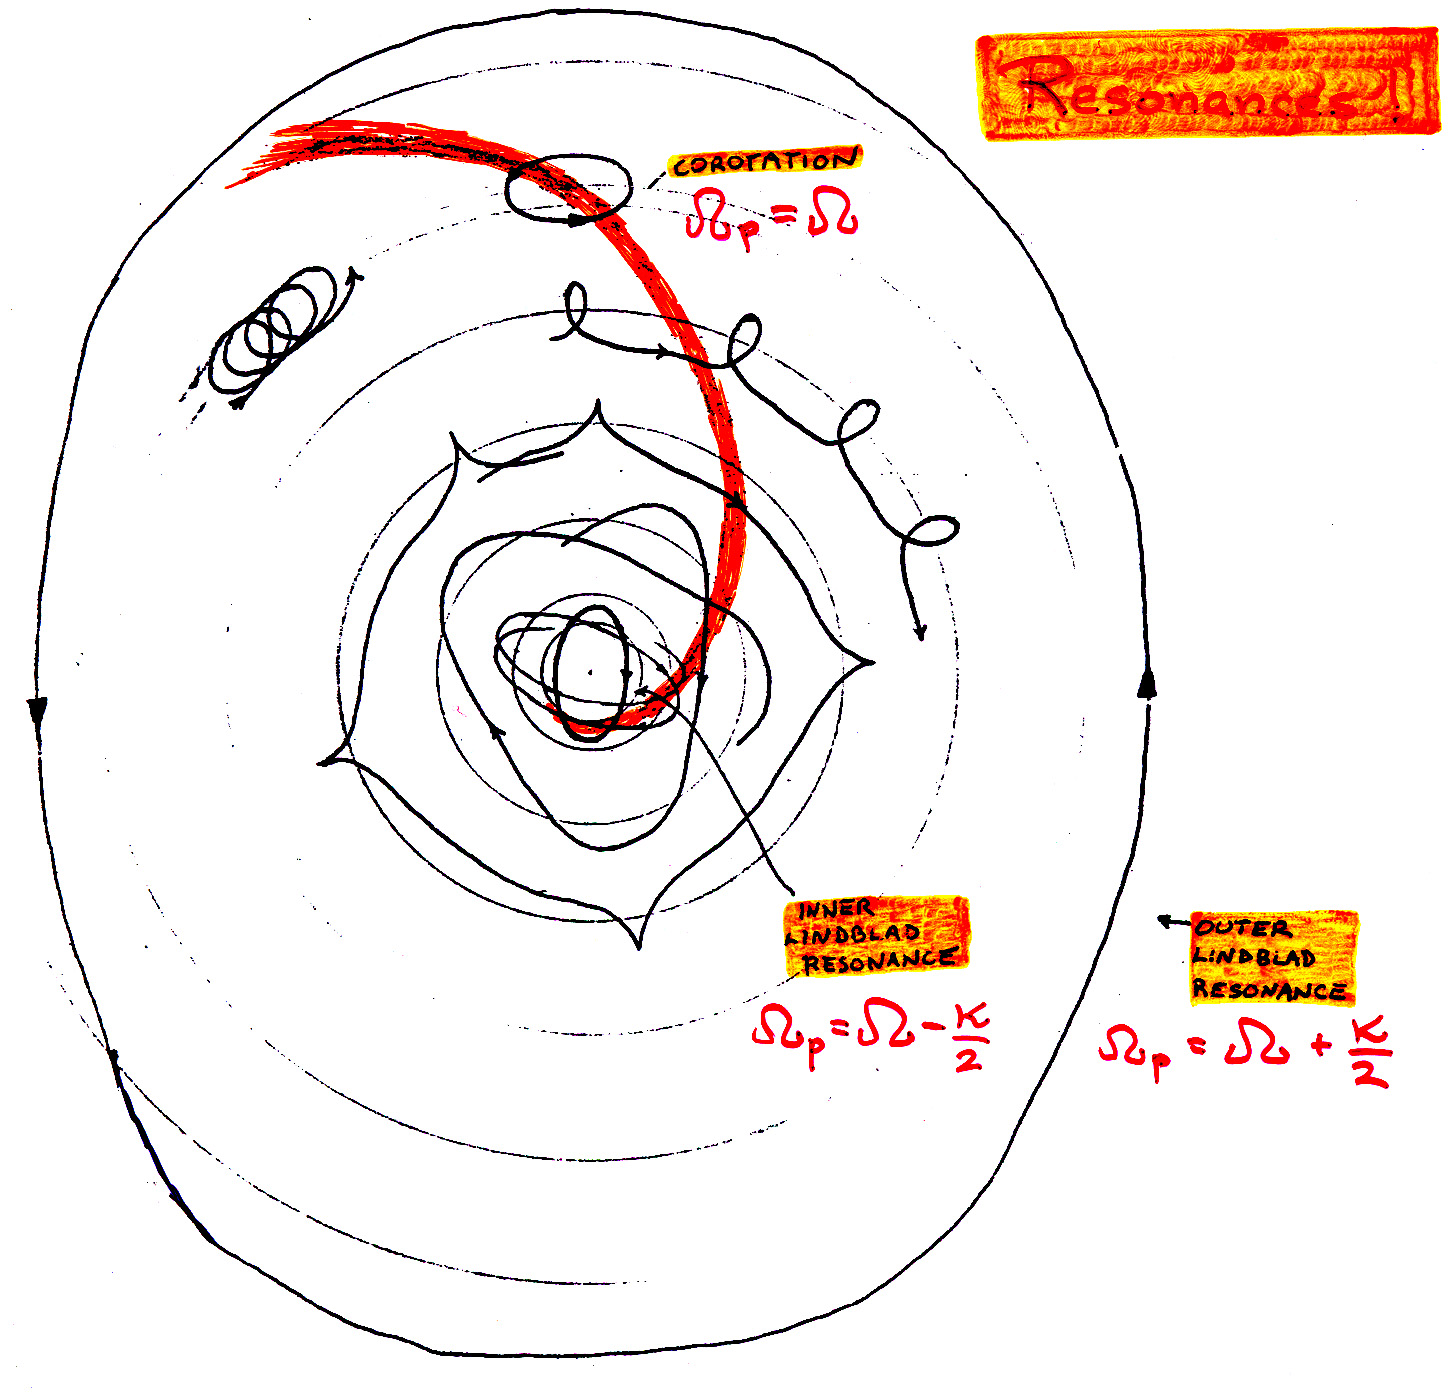 Resonances!
COROTATION
Ωp = Ω
INNER
LINDBLAD
RESONANCE
Ωp = Ω - κ/2
OUTER
LINDBLAD
RESONANCE
Ωp = Ω + κ/2